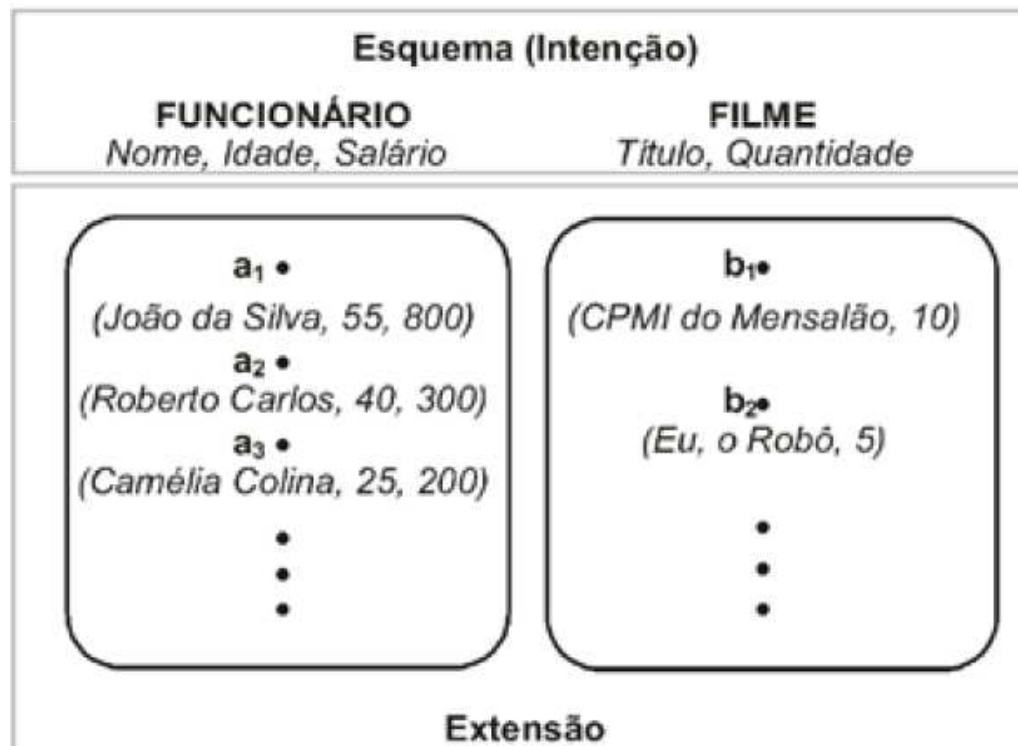 Esquema (Intenção)
FUNCIONÁRIO
Nome, Idade, Salário
FILME
Título, Quantidade
a1
(João da Silva, 55, 800)
a2
(Roberto Carlos, 40, 300)
a3
(Camélia Colina, 25, 200)
b1
(CPMI do Mensalão, 10)
b2
(Eu, o Robô, 5)
Extensão